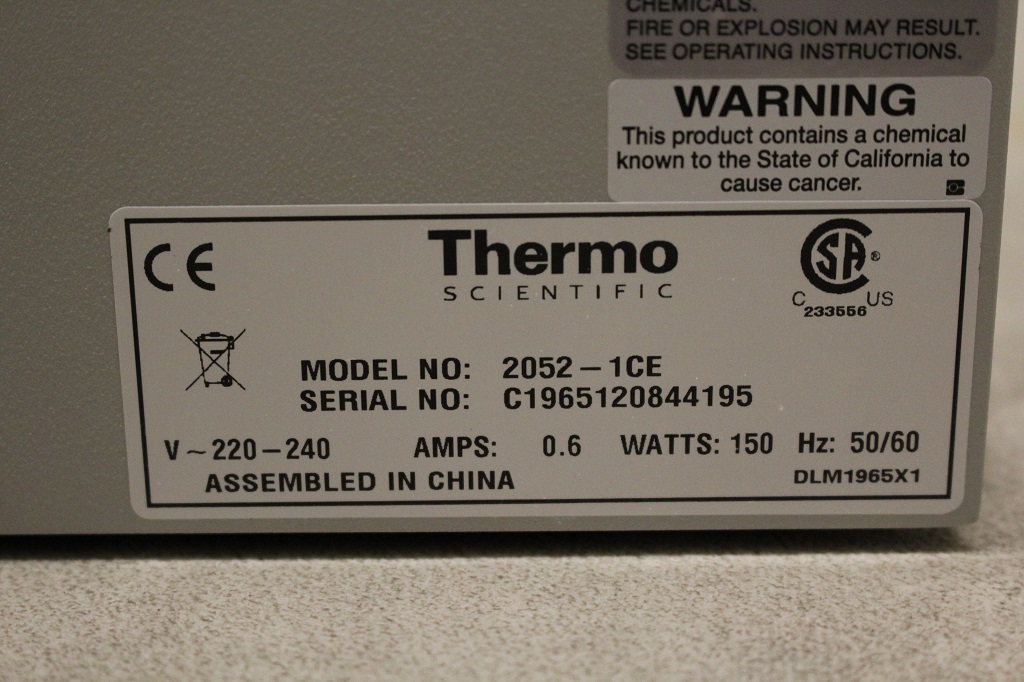 CHEMICALS.
FIRE OR EXPLOSION MAY RESULT.
SEE OPERATING INSTRUCTIONS.
WARNING
This product contains a chemical
known to the State of California to
cause cancer.
CE
Thermo
SCIENTIFIC
CSA®
C US
233556
MODEL NO: 2052-1CE
SERIAL NO: C1965120844195
V~220-240 AMPS: 0.6 WATTS: 150 Hz: 50/60
ASSEMBLED IN CHINA
DLM1965X1